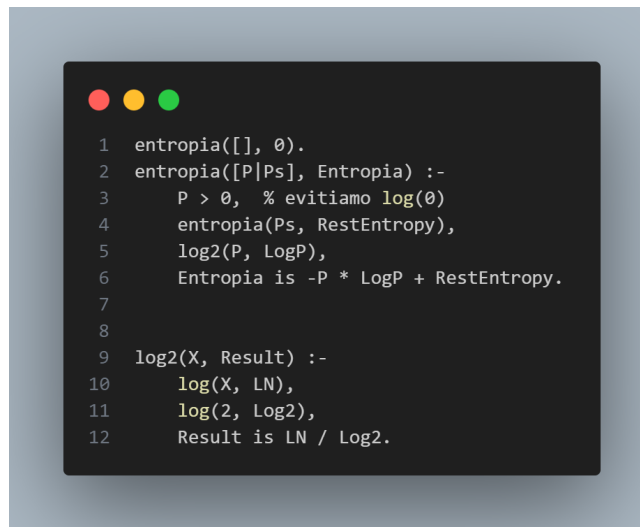 1 entropia([], 0).
2 entropia([P|Ps], Entropia) :-
3     P > 0,  % evitiamo log(0)
4     entropia(Ps, RestEntropy),
5     log2(P, LogP),
6     Entropia is -P * LogP + RestEntropy.
7
8
9 log2(X, Result) :-
10     log(X, LN),
11     log(2, Log2),
12     Result is LN / Log2.